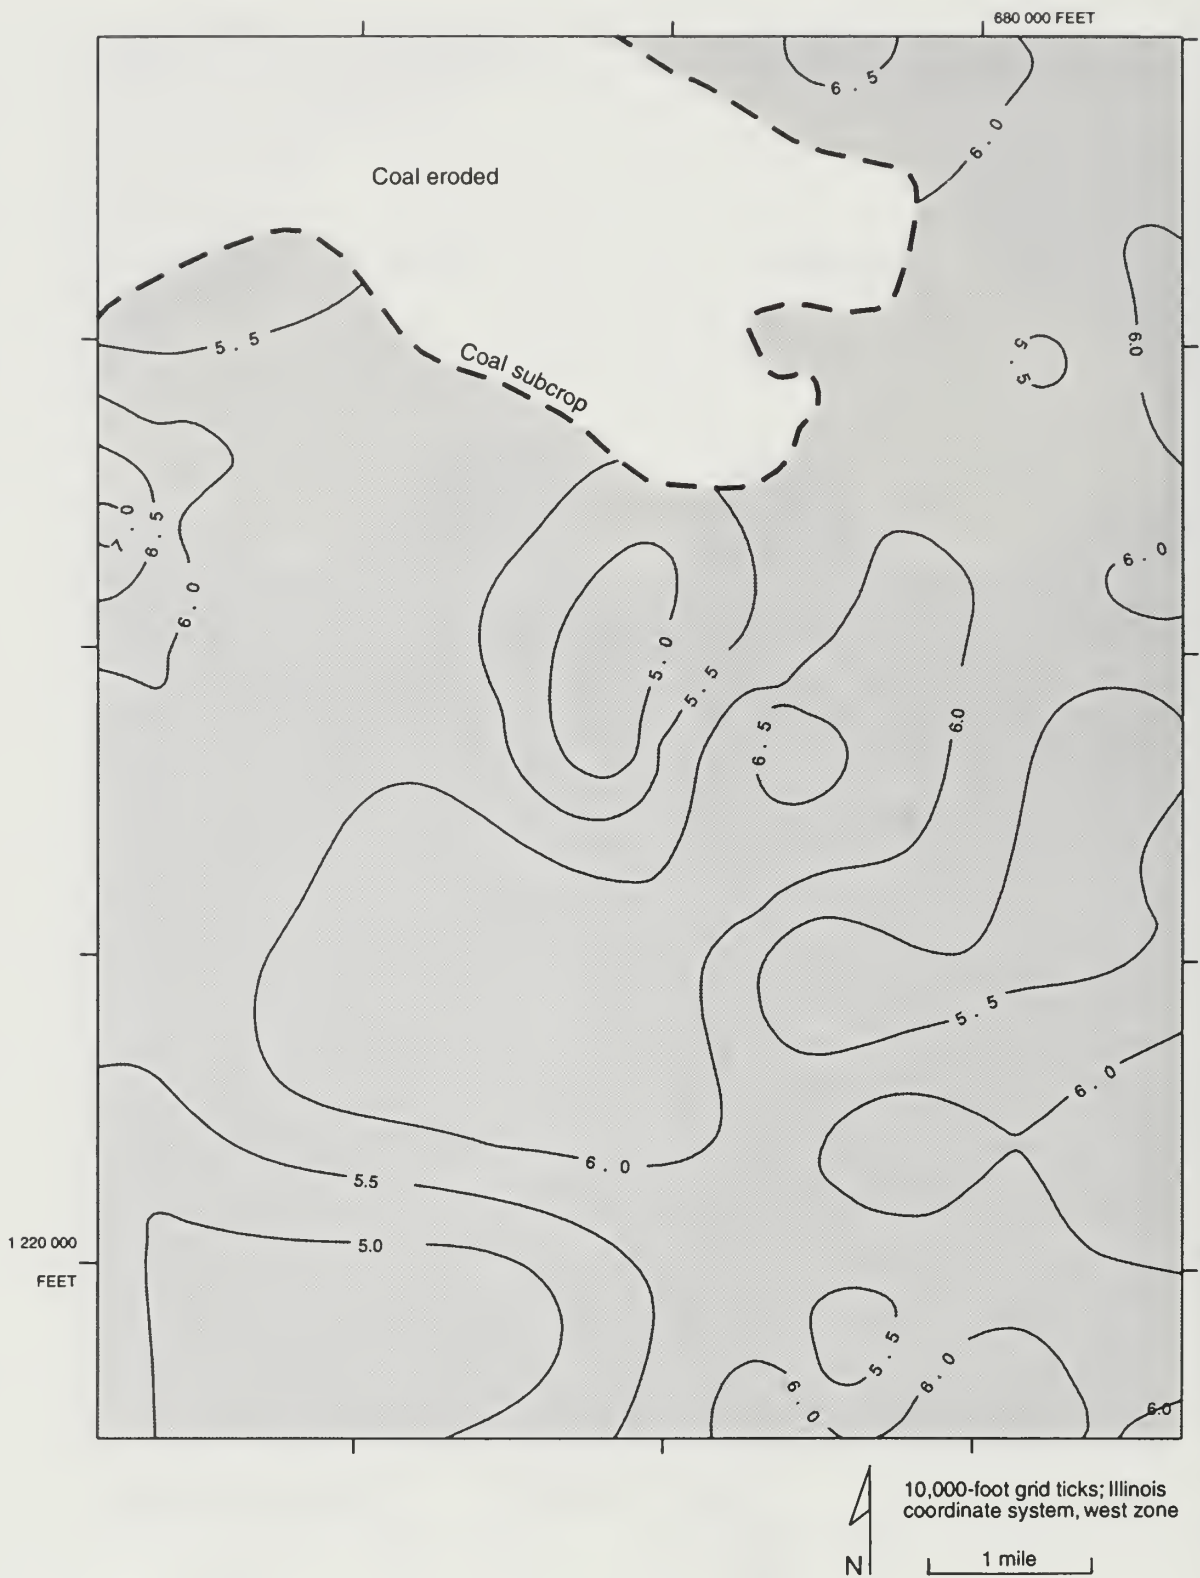 680 000 FEET
6 . 5
6 . 0
Coal eroded
5 . 5
6.0
5 . 5
Coal subcrop
7 . 0
6 . 5
6 . 0
6 . 0
5 . 0
5 . 5
6 . 5
6.0
5 . 5
6 . 0
6 . 0
5.5
1 220 000
FEET
5.0
5 . 5
6 . 0
6 . 0
6.0
10,000-foot grid ticks; Illinois
coordinate system, west zone
1 mile
N